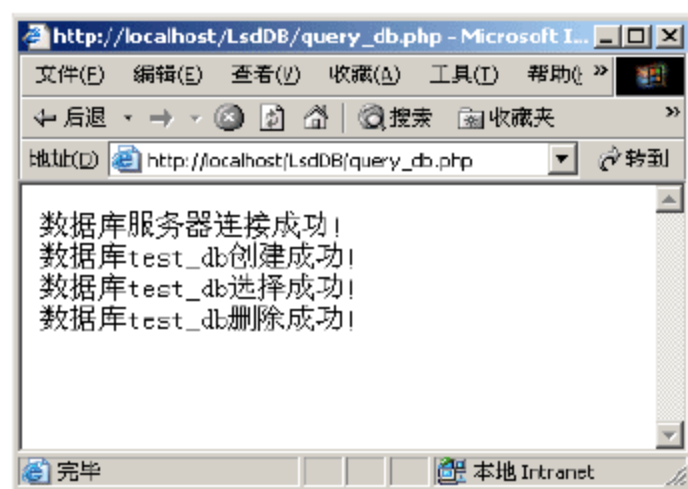 http://localhost/LsdDB/query_db.php - Microsoft I...
文件(F) 编辑(E) 查看(V) 收藏(A) 工具(T) 帮助( »
后退 搜索 收藏夹 »
地址(D) http://localhost/LsdDB/query_db.php 转到
数据库服务器连接成功!
数据库test_db创建成功!
数据库test_db选择成功!
数据库test_db删除成功!
完毕 本地 Intranet